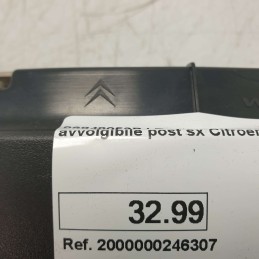 avvolgibile post sx Citroen
32.99
Ref. 2000000246307